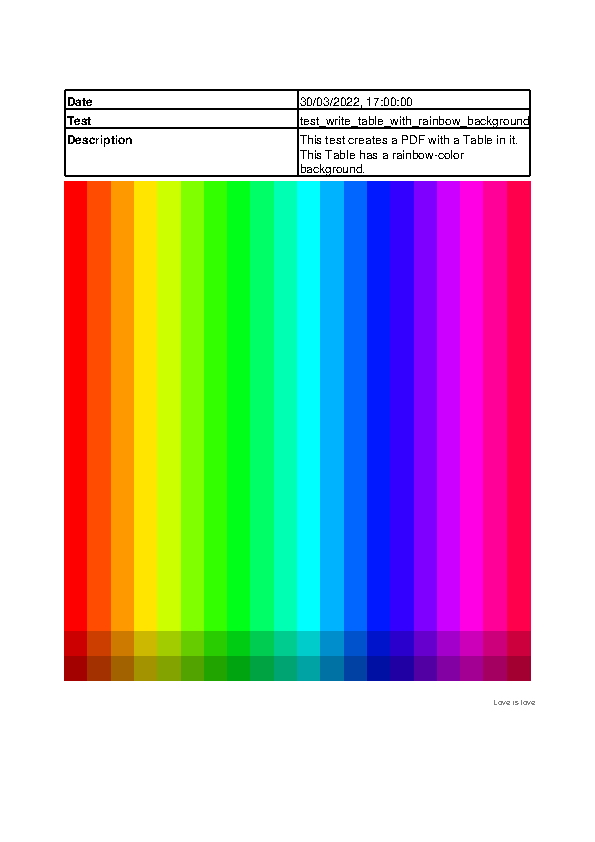 Date 30/03/2022, 17:00:00
Test test_write_table_with_rainbow_background
Description This test creates a PDF with a Table in it.
This Table has a rainbow-color
background.
Love is love